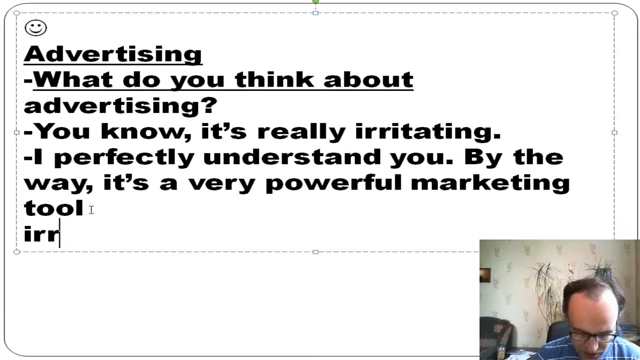 Advertising
-What do you think about
advertising?
-You know, it’s really irritating.
-I perfectly understand you. By the
way, it’s a very powerful marketing
tool
irr